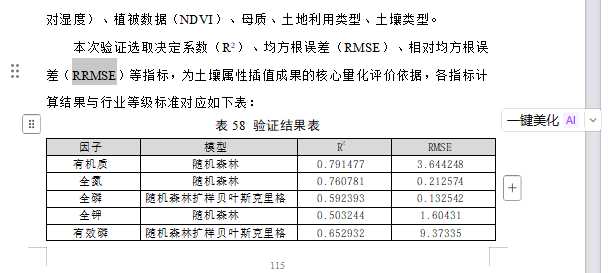 对湿度）、植被数据（NDVI）、母质、土地利用类型、土壤类型。
本次验证选取决定系数（R²）、均方根误差（RMSE）、相对均方根误
差（RRMSE）等指标，为土壤属性插值成果的核心量化评价依据，各指标计
算结果与行业等级标准对应如下表：
一键美化 AI
表 58 验证结果表
因子 模型 R² RMSE
有机质 随机森林 0.791477 3.644248
全氮 随机森林 0.760781 0.212574
全磷 随机森林扩样贝叶斯克里格 0.592393 0.132542
全钾 随机森林 0.503244 1.60431
有效磷 随机森林扩样贝叶斯克里格 0.652932 9.37335
115